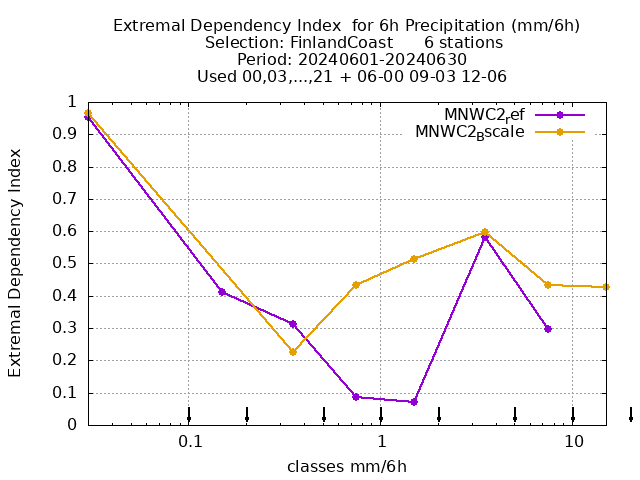 Extremal Dependency Index  for 6h Precipitation (mm/6h)
Selection: FinlandCoast      6 stations
Period: 20240601-20240630
Used 00,03,...,21 + 06-00 09-03 12-06
MNWC2ref
MNWC2Bscale
Extremal Dependency Index
1
0.9
0.8
0.7
0.6
0.5
0.4
0.3
0.2
0.1
0
0.1 1 10
classes mm/6h